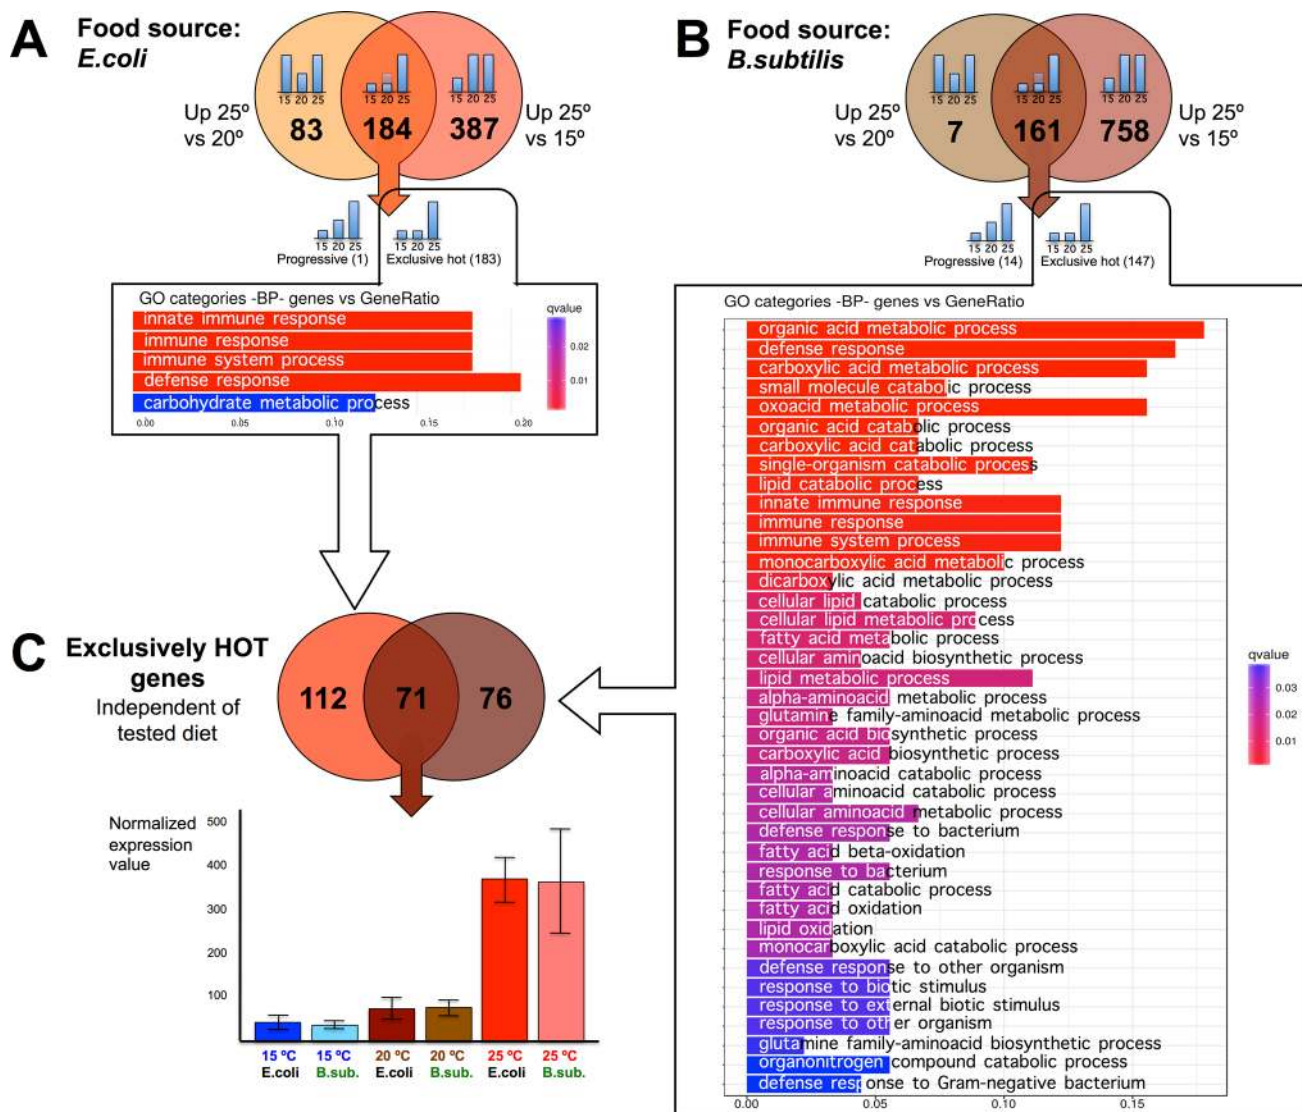 A
Food source:
E.coli
Up 25º
vs 20º
15 20 25
83
15 20 25
184
15 20 25
387
Up 25º
vs 15º
15 20 25
Progressive (1)
15 20 25
Exclusive hot (183)
GO categories -BP- genes vs GeneRatio
innate immune response
immune response
immune system process
defense response
carbohydrate metabolic process
0.00 0.05 0.10 0.15 0.20
qvalue
0.02
0.01
B
Food source:
B.subtilis
Up 25º
vs 20º
15 20 25
7
15 20 25
161
15 20 25
758
Up 25º
vs 15º
15 20 25
Progressive (14)
15 20 25
Exclusive hot (147)
GO categories -BP- genes vs GeneRatio
organic acid metabolic process
defense response
carboxylic acid metabolic process
small molecule catabolic process
oxoacid metabolic process
organic acid catabolic process
carboxylic acid catabolic process
single-organism catabolic process
lipid catabolic process
innate immune response
immune response
immune system process
monocarboxylic acid metabolic process
dicarboxylic acid metabolic process
cellular lipid catabolic process
cellular lipid metabolic process
fatty acid metabolic process
cellular aminoacid biosynthetic process
lipid metabolic process
alpha-aminoacid metabolic process
glutamine family-aminoacid metabolic process
organic acid biosynthetic process
carboxylic acid biosynthetic process
alpha-aminoacid catabolic process
cellular aminoacid catabolic process
cellular aminoacid metabolic process
defense response to bacterium
fatty acid beta-oxidation
response to bacterium
fatty acid catabolic process
fatty acid oxidation
lipid oxidation
monocarboxylic acid catabolic process
defense response to other organism
response to biotic stimulus
response to external biotic stimulus
response to other organism
glutamine family-aminoacid biosynthetic process
organonitrogen compound catabolic process
defense response to Gram-negative bacterium
0.00 0.05 0.10 0.15
qvalue
0.03
0.02
0.01
C
Exclusively HOT
genes
Independent of
tested diet
112
71
76
Normalized
expression
value
500
400
300
200
100
15 ºC 15 ºC 20 ºC 20 ºC 25 ºC 25 ºC
E.coli B.sub. E.coli B.sub. E.coli B.sub.